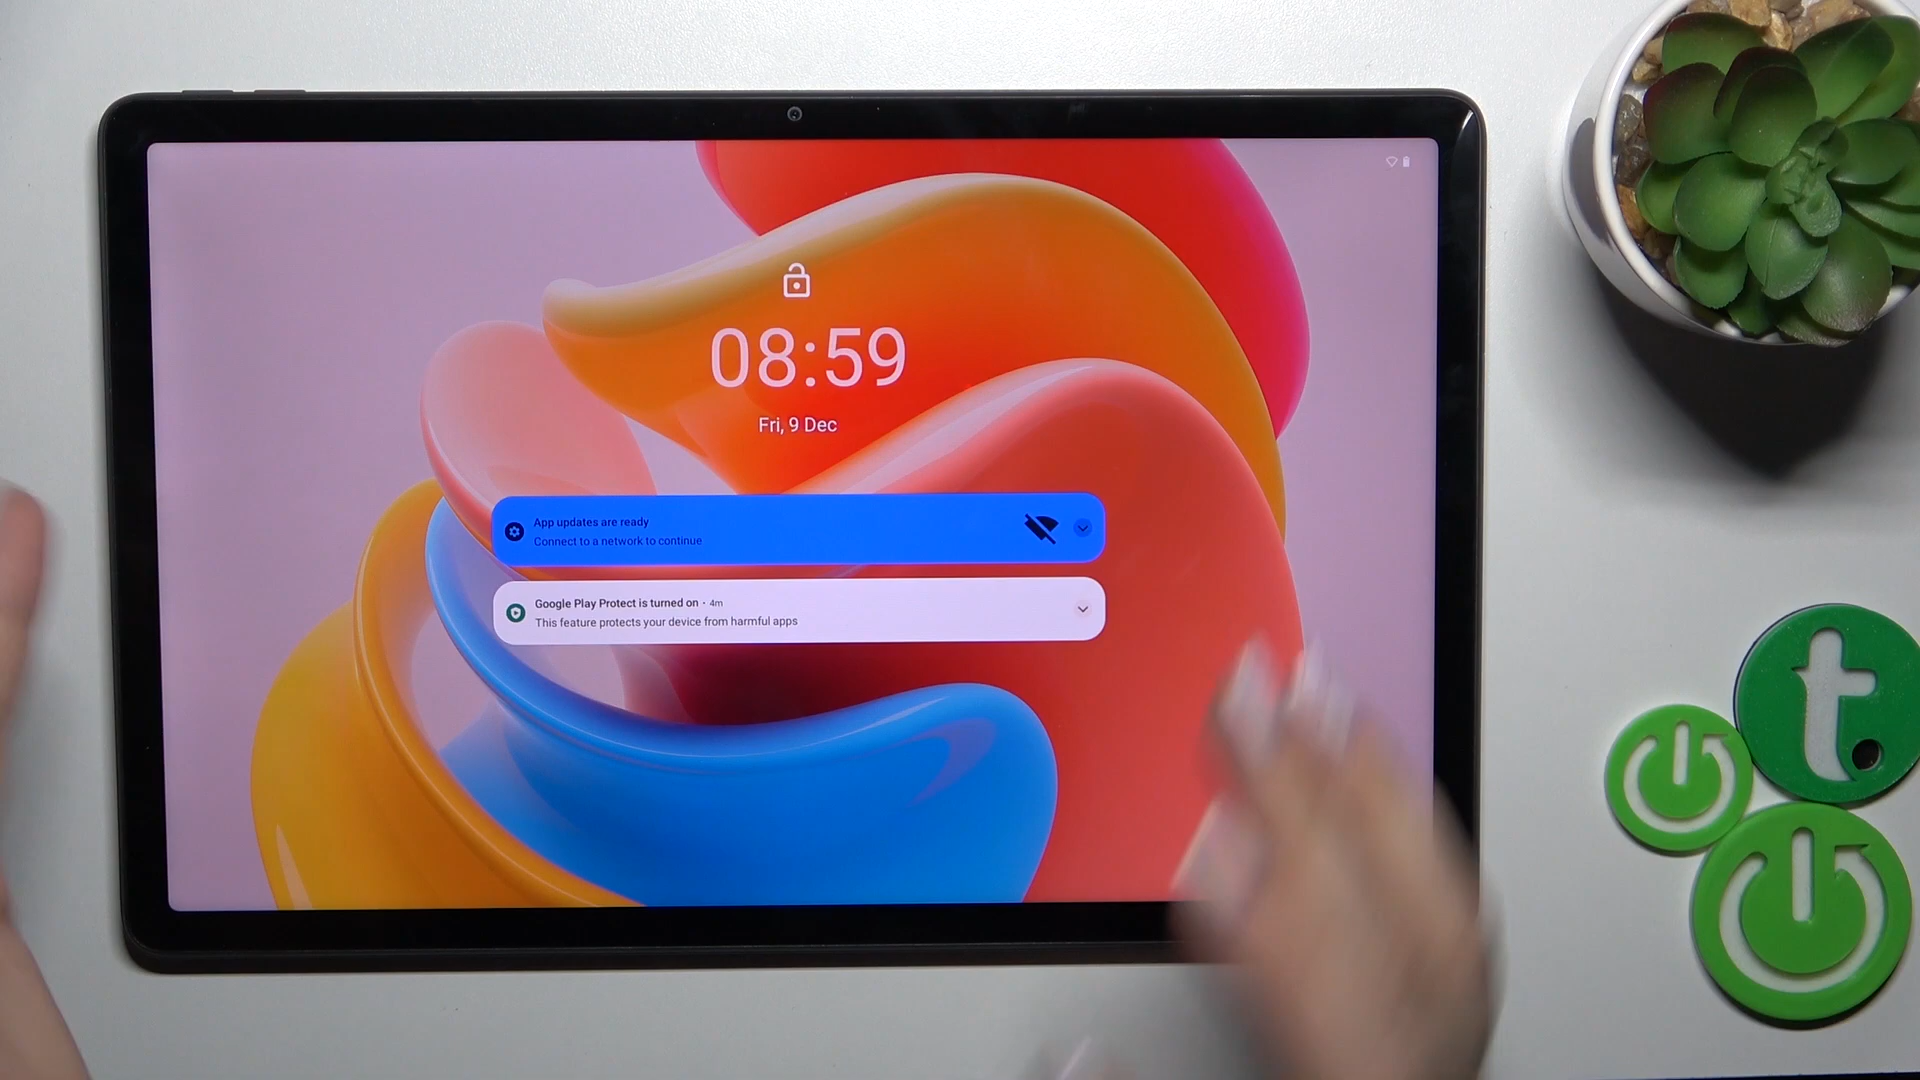 08:59
Fri, 9 Dec
App updates are ready
Connect to a network to continue
Google Play Protect is turned on • 4m
This feature protects your device from harmful apps
t.